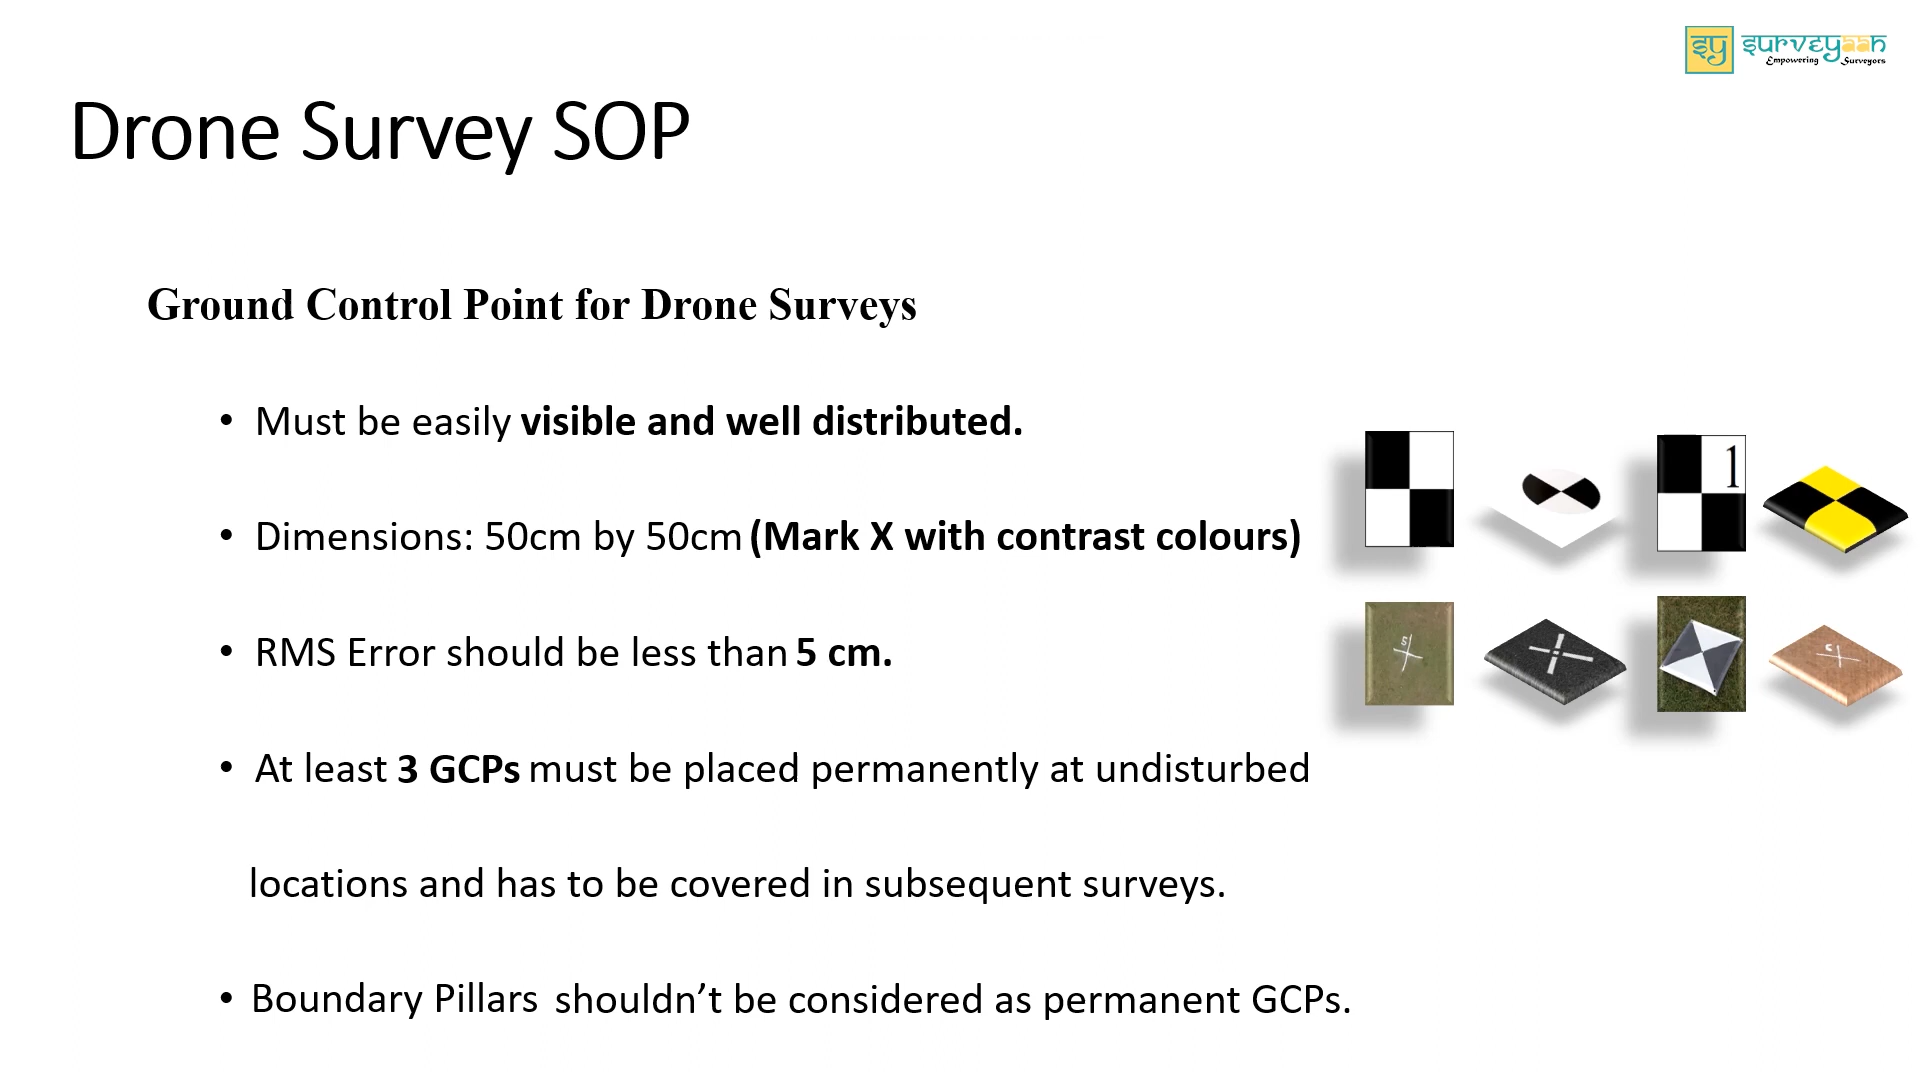 sy surveyaan
Empowering Surveyors
Drone Survey SOP
Ground Control Point for Drone Surveys
• Must be easily visible and well distributed.
• Dimensions: 50cm by 50cm (Mark X with contrast colours)
• RMS Error should be less than 5 cm.
• At least 3 GCPs must be placed permanently at undisturbed
locations and has to be covered in subsequent surveys.
• Boundary Pillars shouldn’t be considered as permanent GCPs.
1
5
C